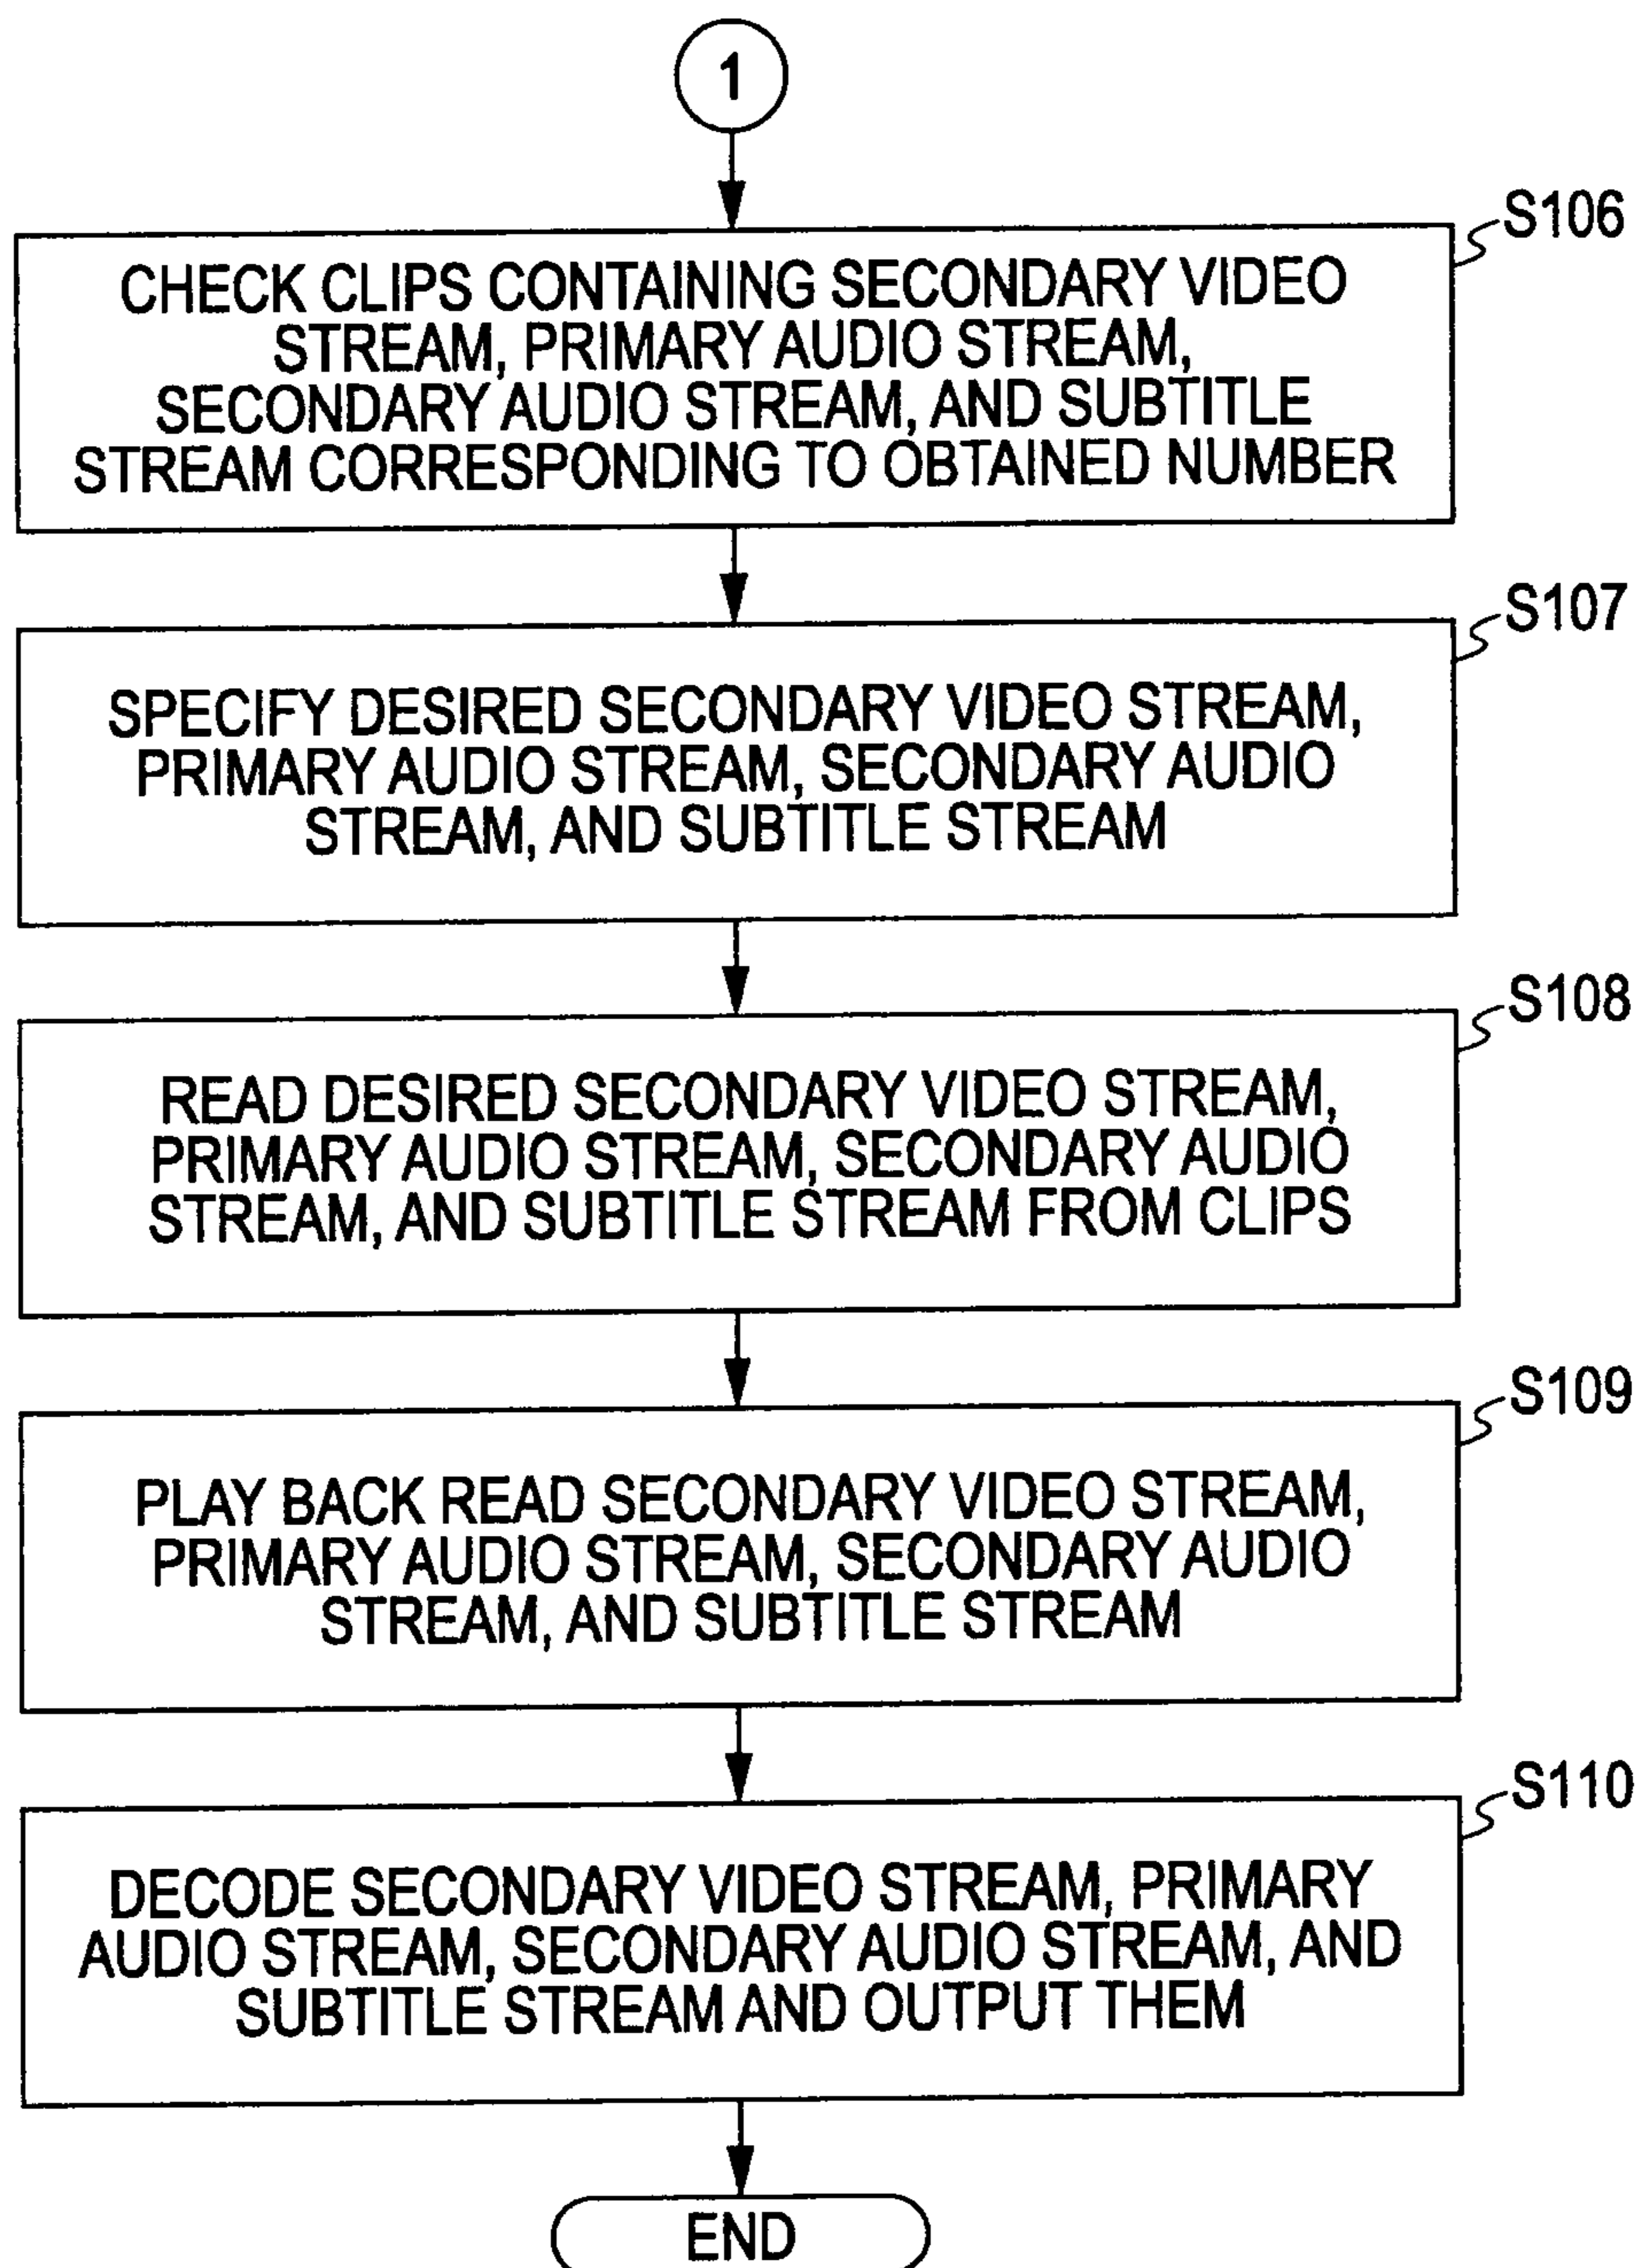 1
S106
CHECK CLIPS CONTAINING SECONDARY VIDEO
STREAM, PRIMARY AUDIO STREAM,
SECONDARY AUDIO STREAM, AND SUBTITLE
STREAM CORRESPONDING TO OBTAINED NUMBER
S107
SPECIFY DESIRED SECONDARY VIDEO STREAM,
PRIMARY AUDIO STREAM, SECONDARY AUDIO
STREAM, AND SUBTITLE STREAM
S108
READ DESIRED SECONDARY VIDEO STREAM,
PRIMARY AUDIO STREAM, SECONDARY AUDIO
STREAM, AND SUBTITLE STREAM FROM CLIPS
S109
PLAY BACK READ SECONDARY VIDEO STREAM,
PRIMARY AUDIO STREAM, SECONDARY AUDIO
STREAM, AND SUBTITLE STREAM
S110
DECODE SECONDARY VIDEO STREAM, PRIMARY
AUDIO STREAM, SECONDARY AUDIO STREAM, AND
SUBTITLE STREAM AND OUTPUT THEM
END